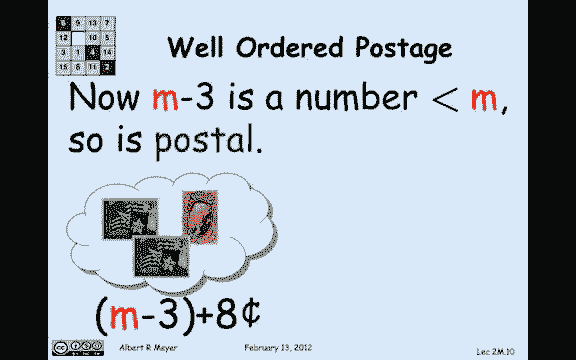 Well Ordered Postage
Now m-3 is a number < m,
so is postal.
(m-3)+8¢
Albert R Meyer February 13, 2012 Lec 2M.10